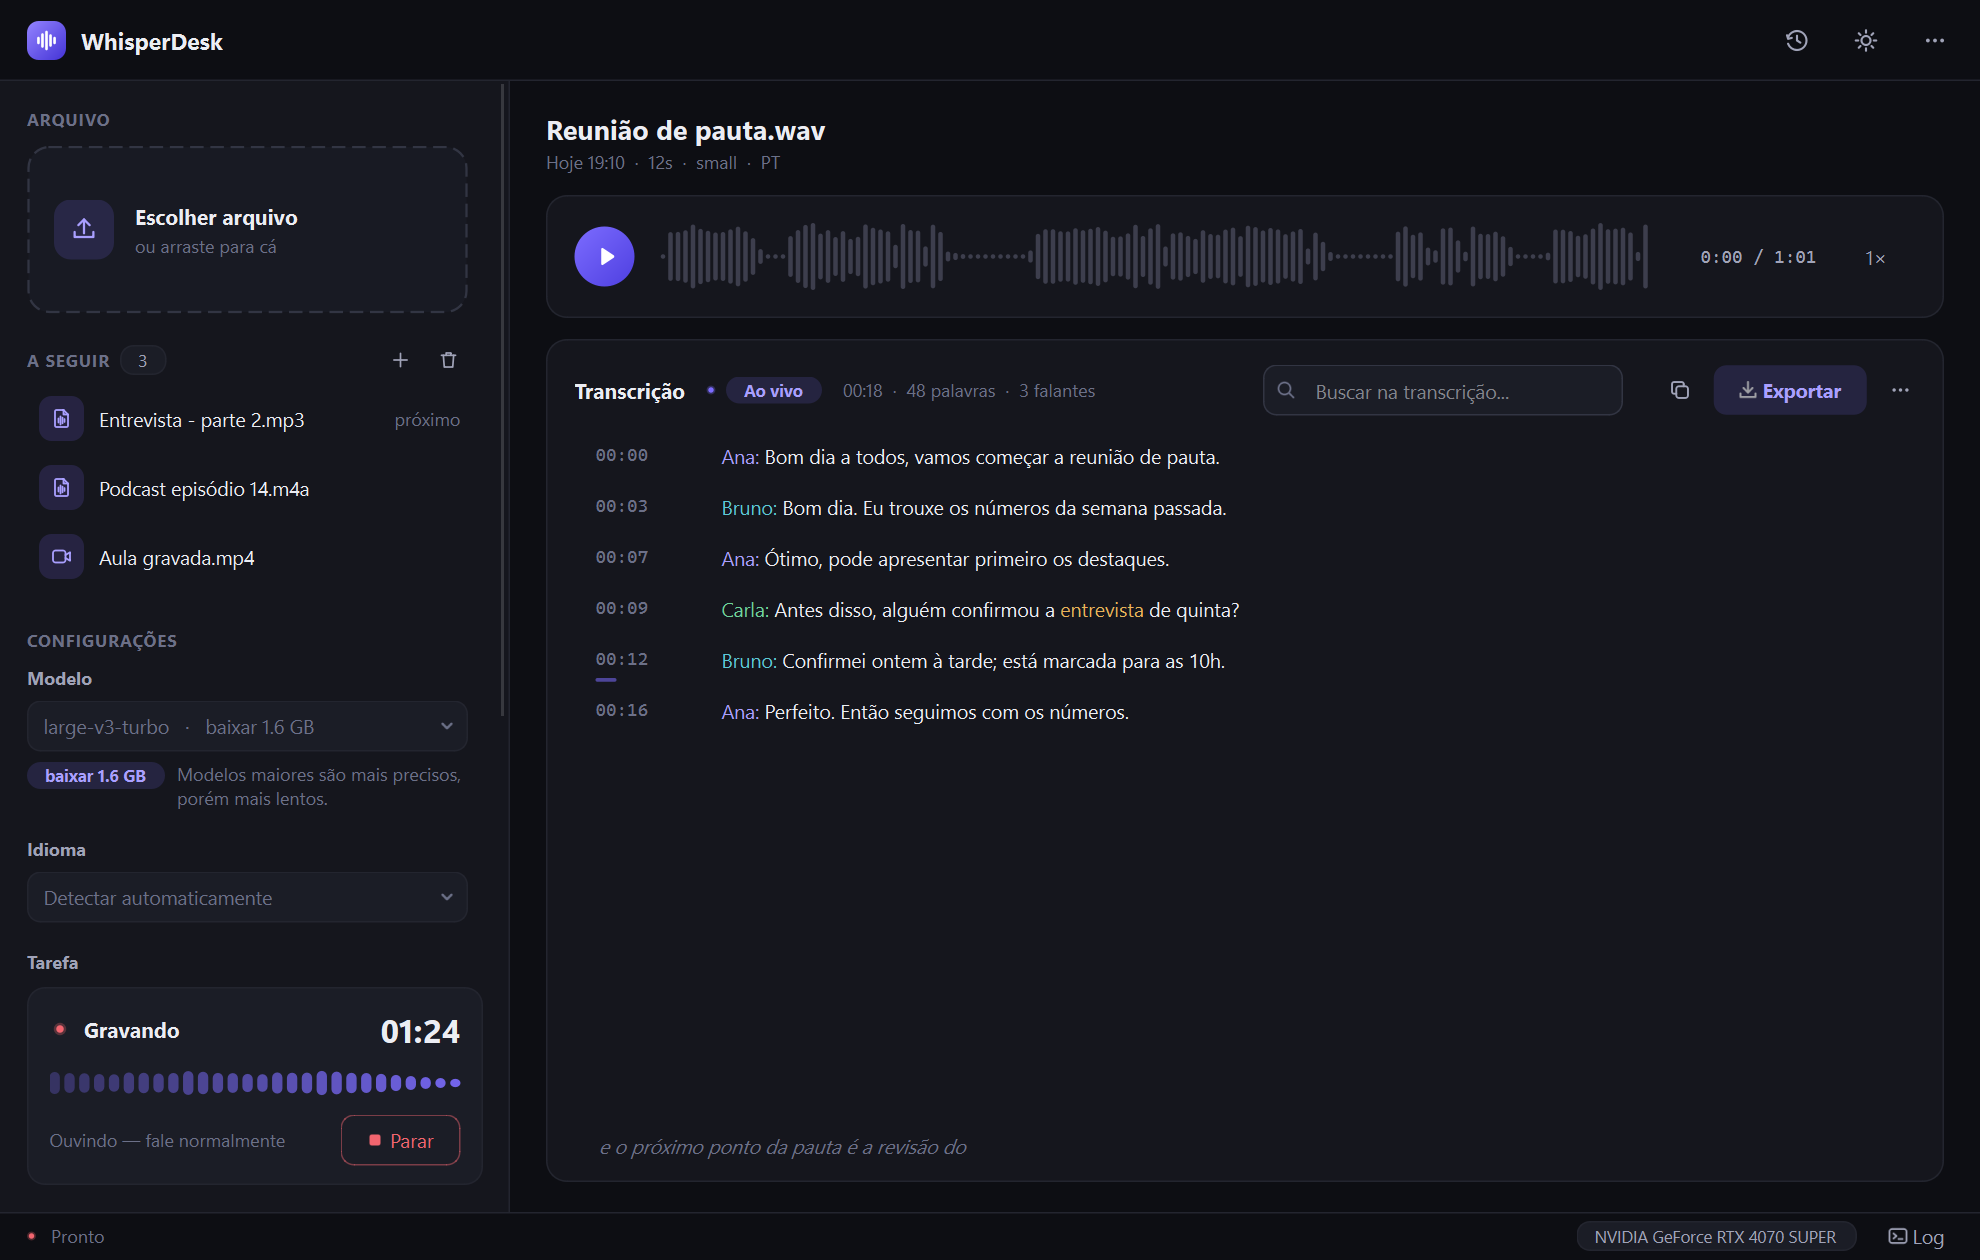 WhisperDesk
ARQUIVO
Escolher arquivo
ou arraste para cá
A SEGUIR 3
Entrevista - parte 2.mp3 próximo
Podcast episódio 14.m4a
Aula gravada.mp4
CONFIGURAÇÕES
Modelo
large-v3-turbo · baixar 1.6 GB
baixar 1.6 GB Modelos maiores são mais precisos,
porém mais lentos.
Idioma
Detectar automaticamente
Tarefa
Gravando 01:24
Ouvindo — fale normalmente Parar
Reunião de pauta.wav
Hoje 19:10 · 12s · small · PT
0:00 / 1:01 1×
Transcrição Ao vivo 00:18 · 48 palavras · 3 falantes Buscar na transcrição... Exportar
00:00 Ana: Bom dia a todos, vamos começar a reunião de pauta.
00:03 Bruno: Bom dia. Eu trouxe os números da semana passada.
00:07 Ana: Ótimo, pode apresentar primeiro os destaques.
00:09 Carla: Antes disso, alguém confirmou a entrevista de quinta?
00:12 Bruno: Confirmei ontem à tarde; está marcada para as 10h.
00:16 Ana: Perfeito. Então seguimos com os números.
e o próximo ponto da pauta é a revisão do
Pronto NVIDIA GeForce RTX 4070 SUPER Log